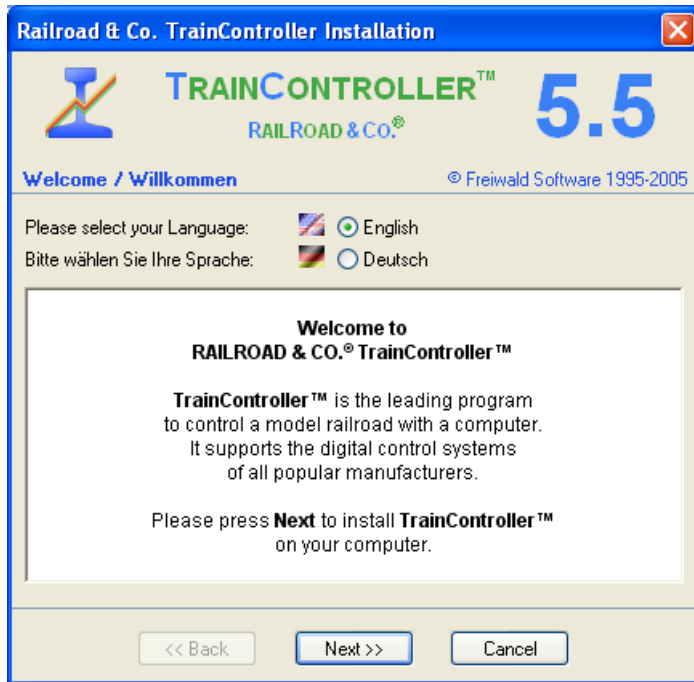 Railroad & Co. TrainController Installation
TRAINCONTROLLER™
RAILROAD & CO.®
5.5
Welcome / Willkommen
© Freiwald Software 1995-2005
Please select your Language:
English
Bitte wählen Sie Ihre Sprache:
Deutsch
Welcome to
RAILROAD & CO.® TrainController™
TrainController™ is the leading program
to control a model railroad with a computer.
It supports the digital control systems
of all popular manufacturers.
Please press Next to install TrainController™
on your computer.
<< Back
Next >>
Cancel